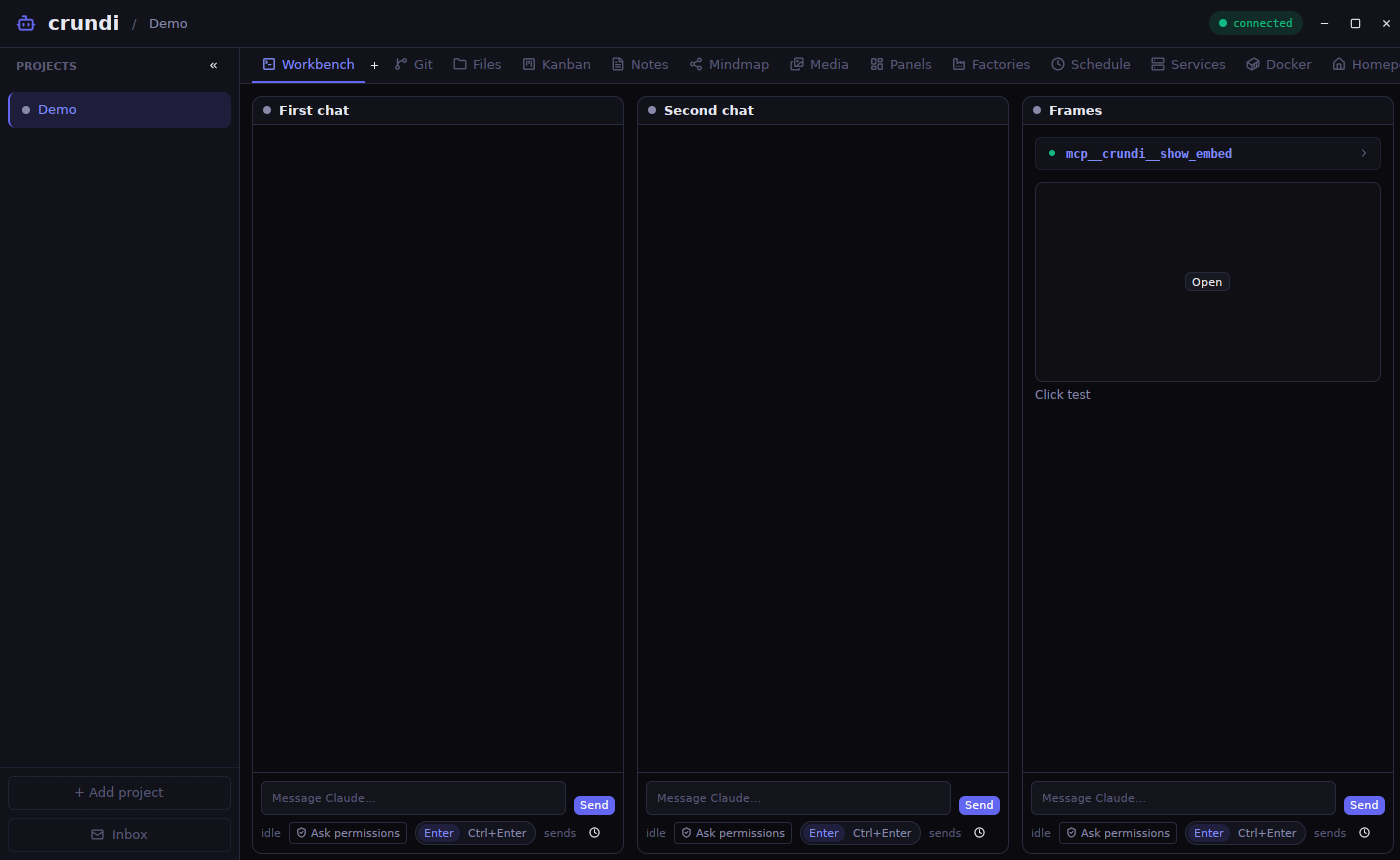 crundi / Demo
connected
PROJECTS «
Demo
+ Add project
Inbox
Workbench + Git Files Kanban Notes Mindmap Media Panels Factories Schedule Services Docker Homep
First chat
Message Claude...
Send
idle Ask permissions Enter Ctrl+Enter sends
Second chat
Message Claude...
Send
idle Ask permissions Enter Ctrl+Enter sends
Frames
mcp__crundi__show_embed
Open
Click test
Message Claude...
Send
idle Ask permissions Enter Ctrl+Enter sends